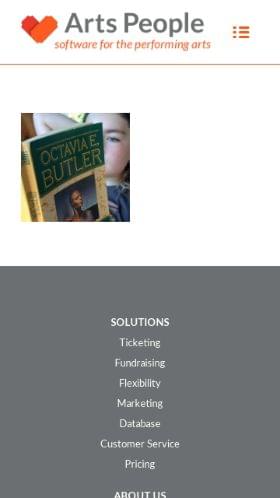 Arts People
software for the performing arts
OCTAVIA E.
BUTLER
SOLUTIONS
Ticketing
Fundraising
Flexibility
Marketing
Database
Customer Service
Pricing
ABOUT US